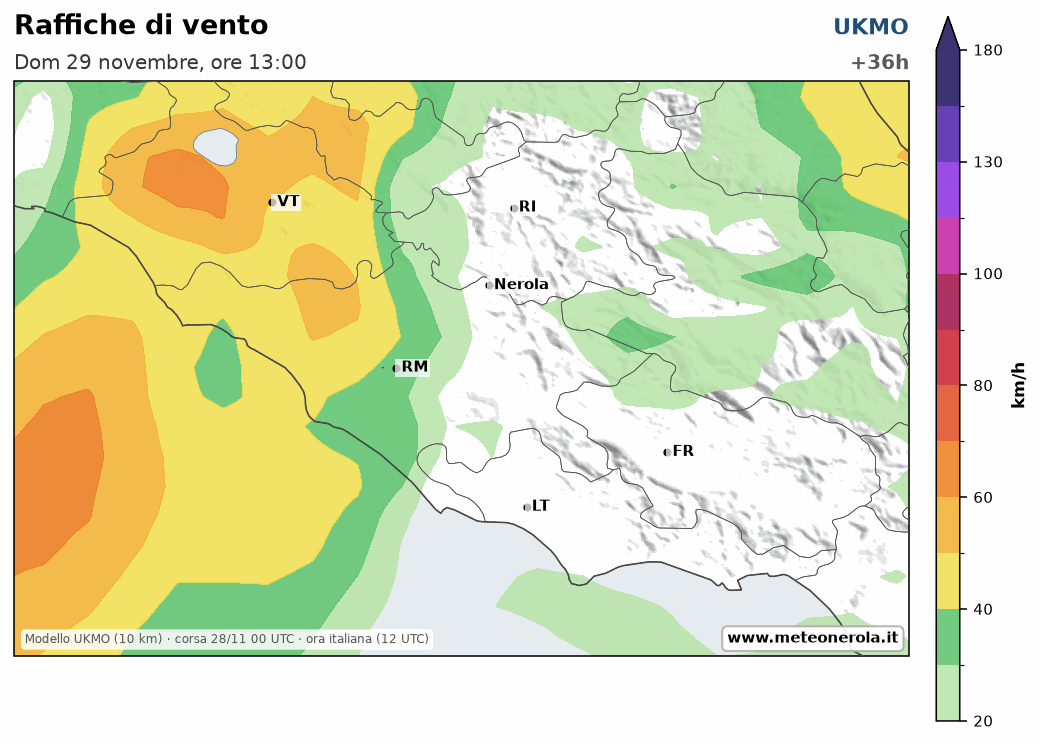 Raffiche di vento
UKMO
Dom 29 novembre, ore 13:00
+36h
VT
RI
Nerola
RM
FR
LT
Modello UKMO (10 km) · corsa 28/11 00 UTC · ora italiana (12 UTC)
www.meteonerola.it
180
130
100
80
60
40
20
km/h